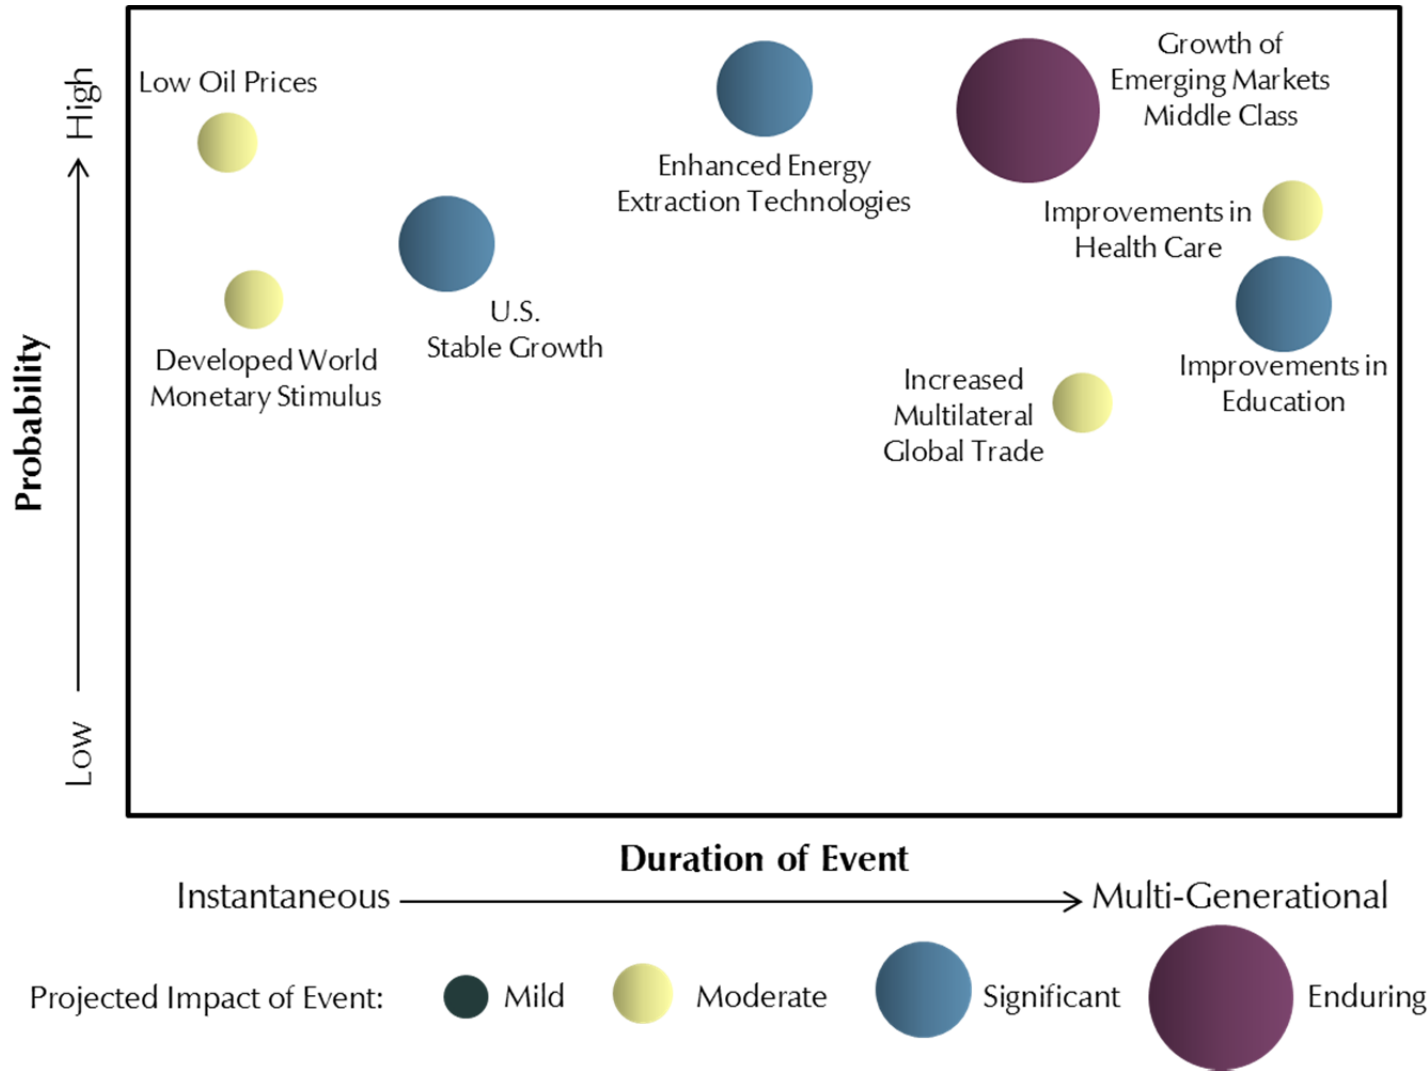 Low Oil Prices
Growth of
Emerging Markets
Middle Class
High
Enhanced Energy
Extraction Technologies
Improvements in
Health Care
U.S.
Stable Growth
Developed World
Monetary Stimulus
Improvements in
Education
Increased
Multilateral
Global Trade
Probability
Low
Duration of Event
Instantaneous
Multi-Generational
Projected Impact of Event:
Mild
Moderate
Significant
Enduring